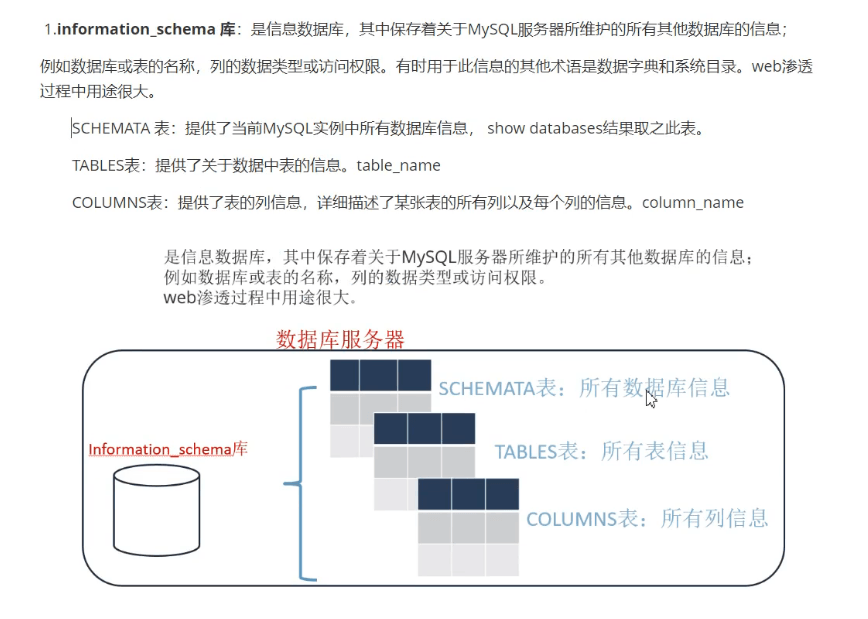 1.information_schema 库：是信息数据库，其中保存着关于MySQL服务器所维护的所有其他数据库的信息；
例如数据库或表的名称，列的数据类型或访问权限。有时用于此信息的其他术语是数据字典和系统目录。web渗透
过程中用途很大。
SCHEMATA 表：提供了当前MySQL实例中所有数据库信息， show databases结果取之此表。
TABLES表：提供了关于数据中表的信息。table_name
COLUMNS表：提供了表的列信息，详细描述了某张表的所有列以及每个列的信息。column_name
是信息数据库，其中保存着关于MySQL服务器所维护的所有其他数据库的信息；
例如数据库或表的名称，列的数据类型或访问权限。
web渗透过程中用途很大。
数据库服务器
SCHEMATA表：所有数据库信息
Information_schema库
TABLES表：所有表信息
COLUMNS表：所有列信息